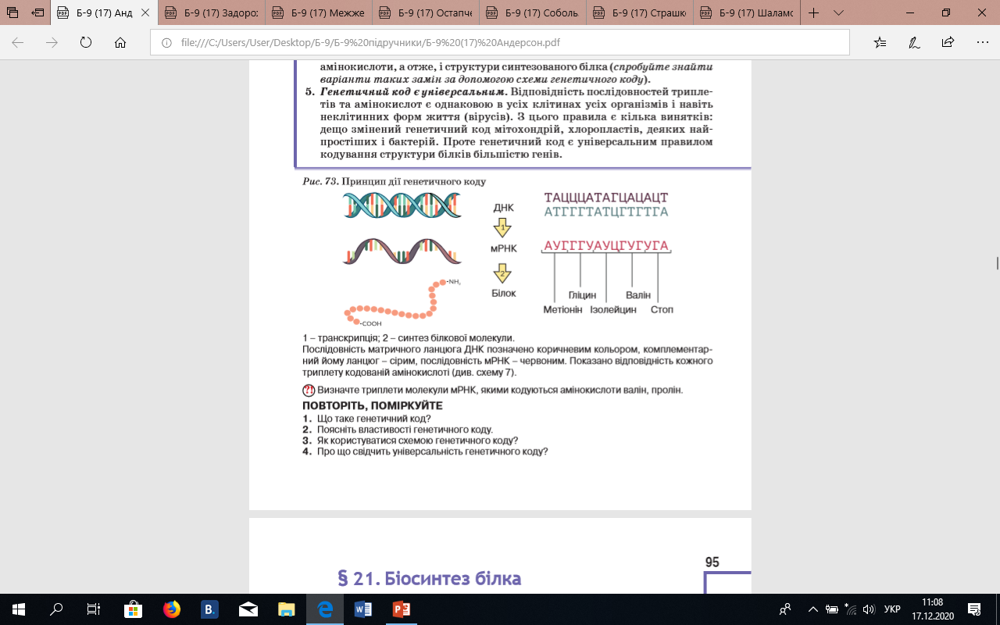 Б-9 (17) Анд
Б-9 (17) Задорож
Б-9 (17) Межже
Б-9 (17) Остапче
Б-9 (17) Соболь.
Б-9 (17) Страшко
Б-9 (17) Шаламо
file:///C:/Users/User/Desktop/Б-9/Б-9%20підручники/Б-9%20(17)%20Андерсон.pdf
амінокислоти, а отже, і структури синтезованого білка (спробуйте знайти
варіанти таких замін за допомогою схеми генетичного коду).
5. Генетичний код є універсальним. Відповідність послідовностей трипле-
тів та амінокислот є однаковою в усіх клітинах усіх організмів і навіть
неклітинних форм життя (вірусів). З цього правила є кілька винятків:
дещо змінений генетичний код мітохондрій, хлоропластів, деяких най-
простіших і бактерій. Проте генетичний код є універсальним правилом
кодування структури білків більшістю генів.
Рис. 73. Принцип дії генетичного коду
ДНК
ТАЦЦЦАТАГЦАЦАЦТ
АТГГГТАТЦГТГТГА
1
мРНК
АУГГГУАУЦГУГУГА
2
-NH₂
Білок
Гліцин Валін
Метіонін Ізолейцин Стоп
-COOH
1 – транскрипція; 2 – синтез білкової молекули.
Послідовність матричного ланцюга ДНК позначено коричневим кольором, комплементар-
ний йому ланцюг – сірим, послідовність мРНК – червоним. Показано відповідність кожного
триплету кодованій амінокислоті (див. схему 7).
?! Визначте триплети молекули мРНК, якими кодуються амінокислоти валін, пролін.
ПОВТОРІТЬ, ПОМІРКУЙТЕ
1. Що таке генетичний код?
2. Поясніть властивості генетичного коду.
3. Як користуватися схемою генетичного коду?
4. Про що свідчить універсальність генетичного коду?
95
§ 21. Біосинтез білка
B.
УКР
11:08
17.12.2020